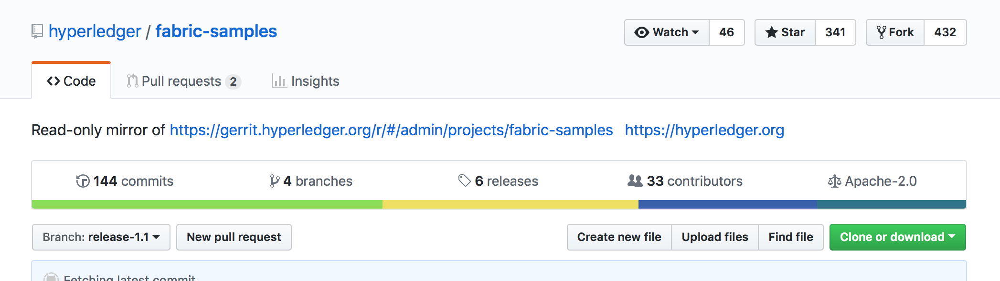 hyperledger / fabric-samples
Watch 46 Star 341 Fork 432
Code Pull requests 2 Insights
Read-only mirror of https://gerrit.hyperledger.org/r/#/admin/projects/fabric-samples https://hyperledger.org
144 commits 4 branches 6 releases 33 contributors Apache-2.0
Branch: release-1.1 New pull request Create new file Upload files Find file Clone or download
Fetching latest commit